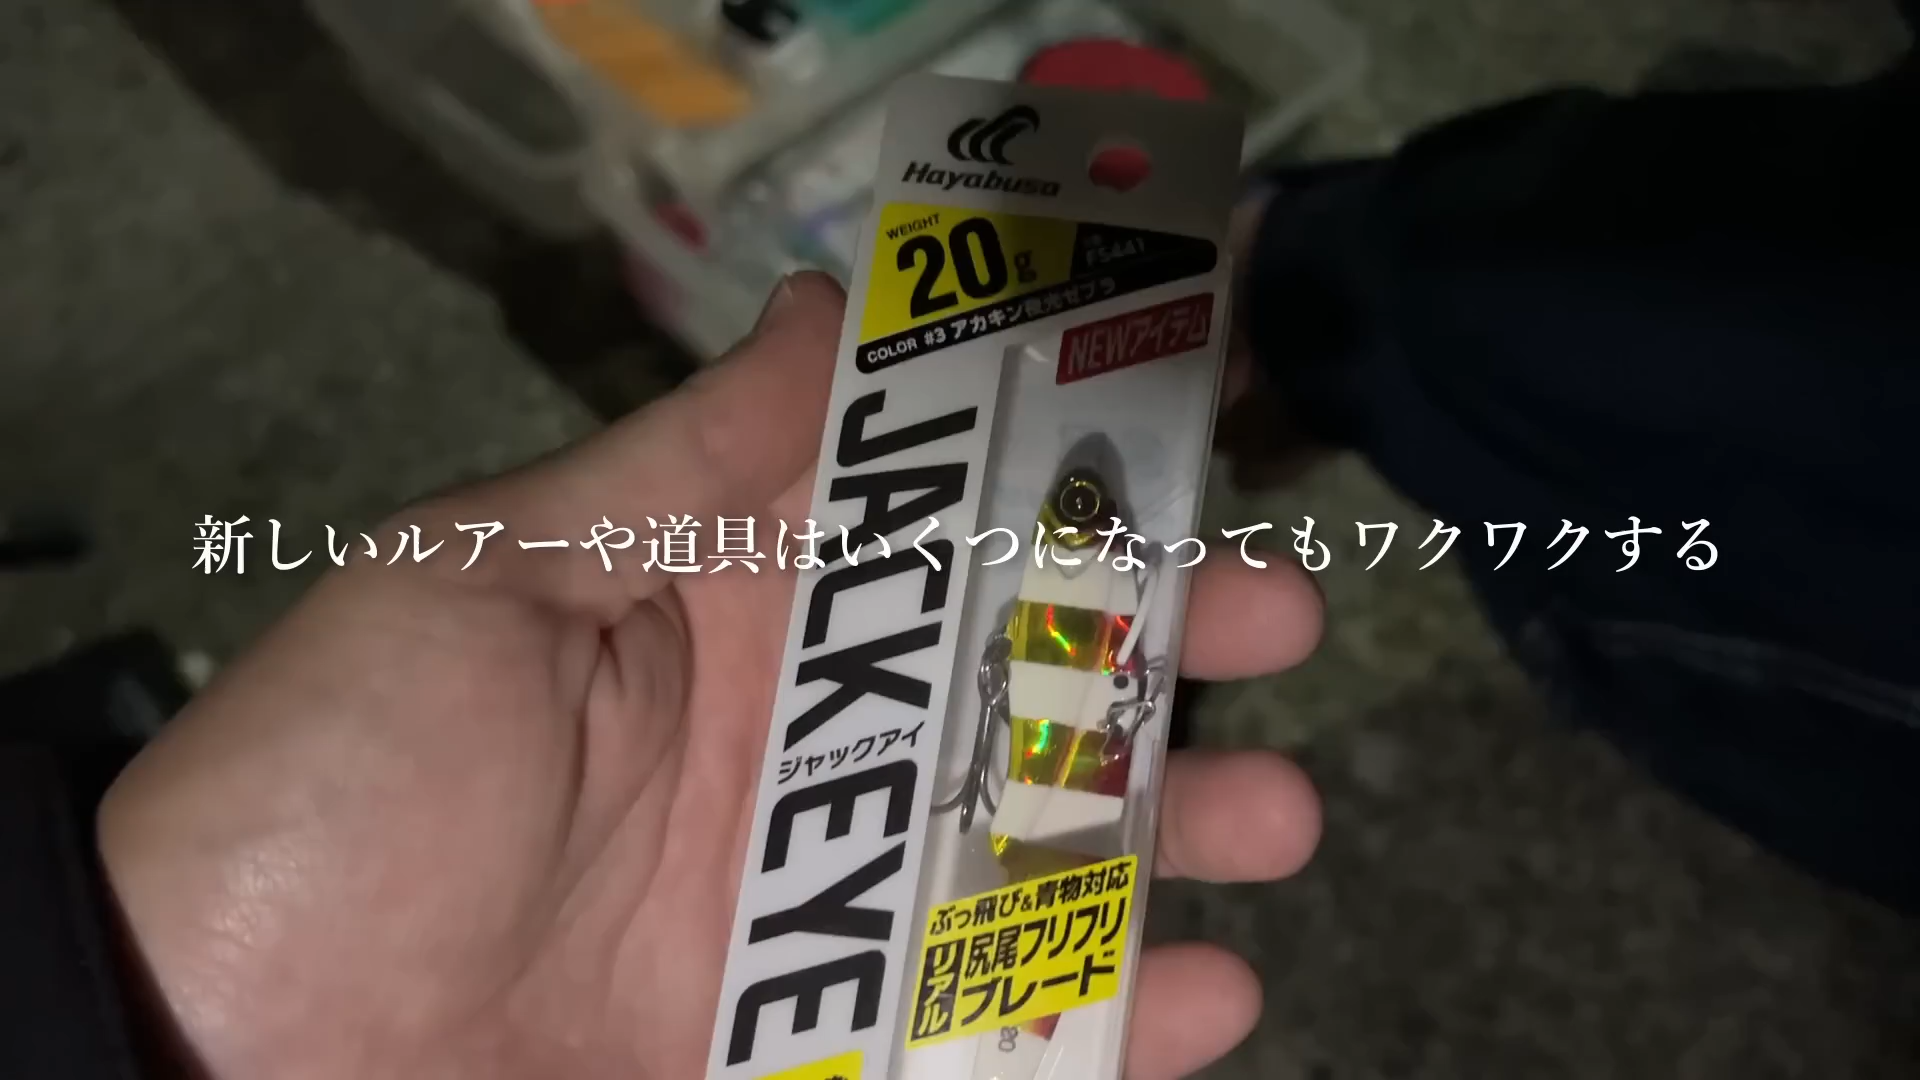 Hayabusa
WEIGHT
20g
FS441
COLOR #3 アカキン夜光ゼブラ
NEWアイテム
JACK EYE
ジャックアイ
新しいルアーや道具はいくつになってもワクワクする
ぶっ飛び&青物対応
リアル尻尾フリフリ
ブレード
20